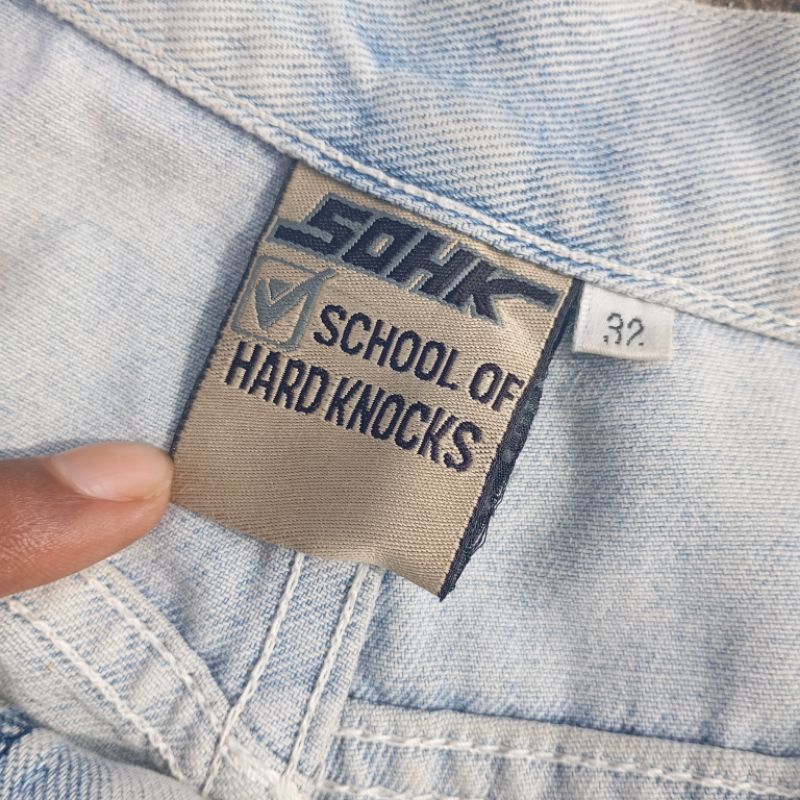 SOHK
SCHOOL OF
HARD KNOCKS
32